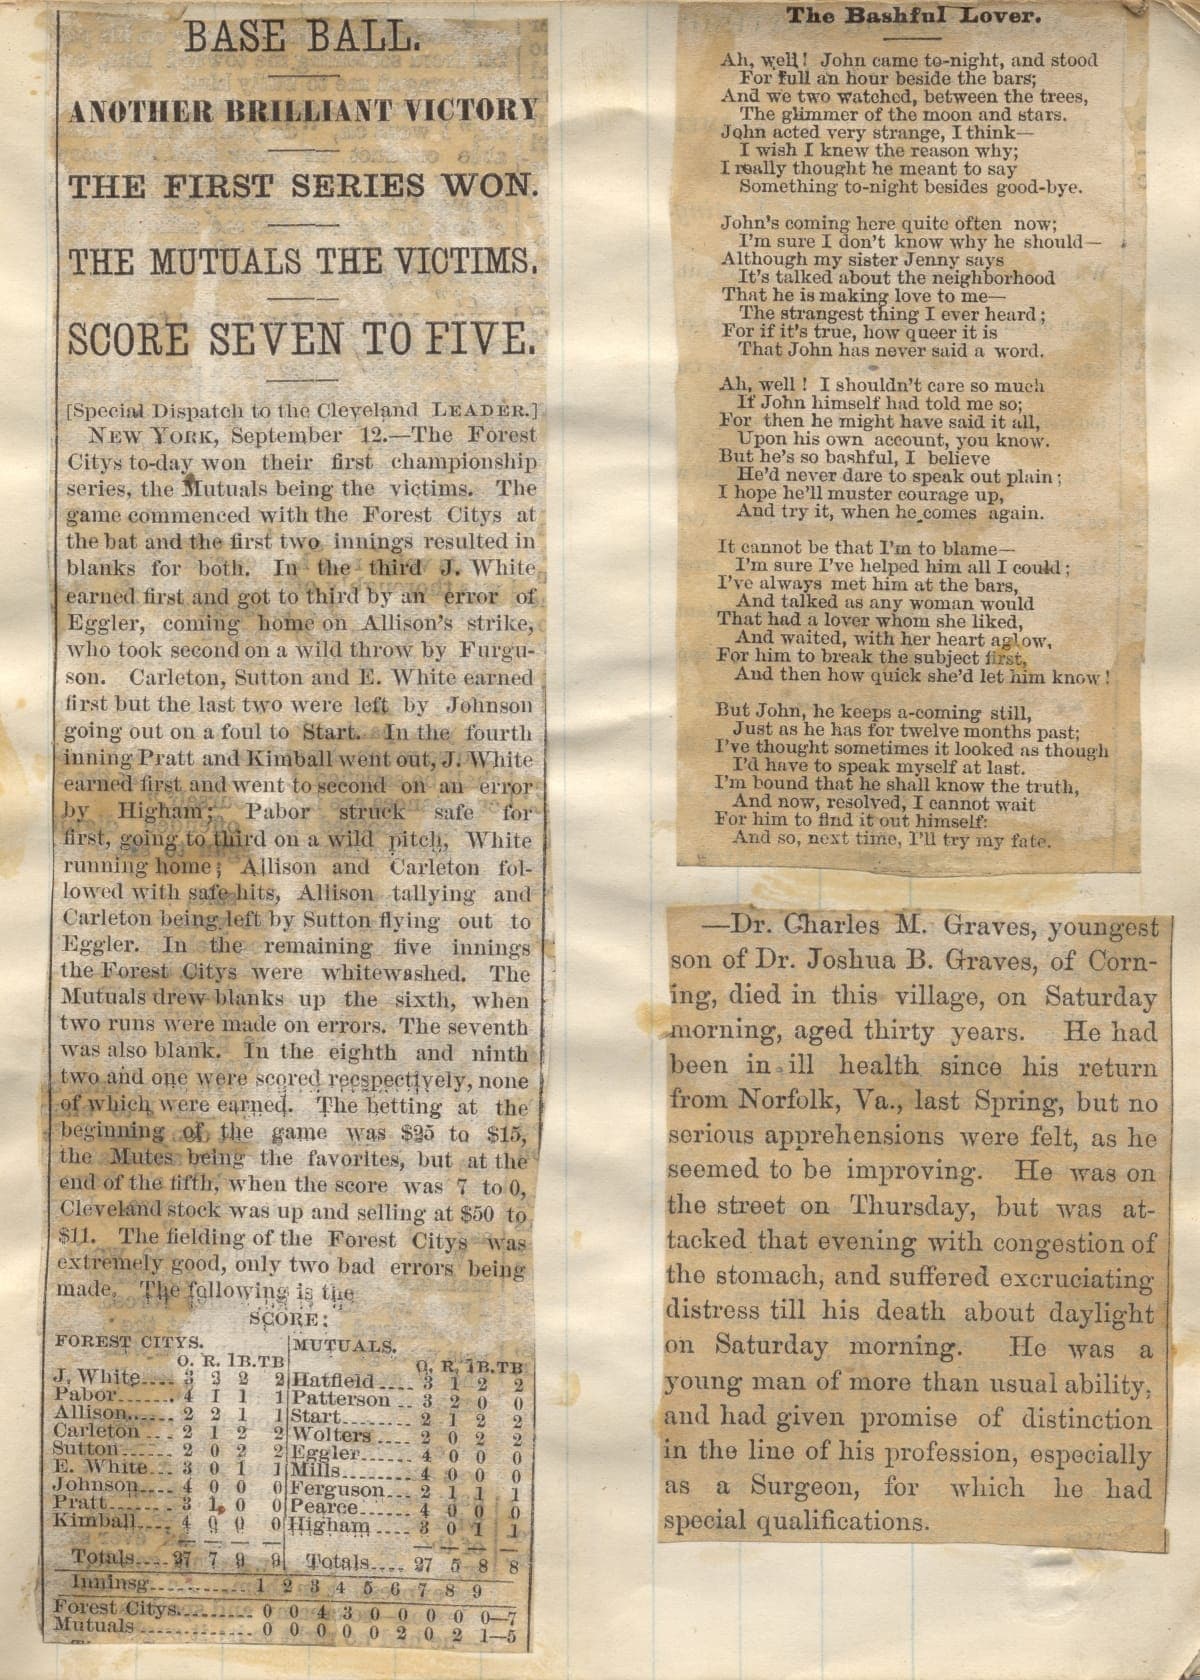 BASE BALL.
ANOTHER BRILLIANT VICTORY
THE FIRST SERIES WON.
THE MUTUALS THE VICTIMS.
SCORE SEVEN TO FIVE.
[Special Dispatch to the Cleveland LEADER.]
NEW YORK, September 12.—The Forest
Citys to-day won their first championship
series, the Mutuals being the victims. The
game commenced with the Forest Citys at
the bat and the first two innings resulted in
blanks for both. In the third J. White
earned first and got to third by an error of
Eggler, coming home on Allison's strike,
who took second on a wild throw by Furgu-
son. Carleton, Sutton and E. White earned
first but the last two were left by Johnson
going out on a foul to Start. In the fourth
inning Pratt and Kimball went out, J. White
earned first and went to second on an error
by Higham; Pabor struck safe for
first, going to third on a wild pitch, White
running home; Allison and Carleton fol-
lowed with safe hits, Allison tallying and
Carleton being left by Sutton flying out to
Eggler. In the remaining five innings
the Forest Citys were whitewashed. The
Mutuals drew blanks up the sixth, when
two runs were made on errors. The seventh
was also blank. In the eighth and ninth
two and one were scored recspectively, none
of which were earned. The betting at the
beginning of the game was $25 to $15,
the Mutes being the favorites, but at the
end of the fifth, when the score was 7 to 0,
Cleveland stock was up and selling at $50 to
$11. The fielding of the Forest Citys was
extremely good, only two bad errors being
made. The following is the
SCORE:
FOREST CITYS. MUTUALS.
O. R. 1B.TB O. R. 1B.TB
J. White.... 3 3 2 2 Hatfield.... 3 1 2 2
Pabor....... 4 1 1 1 Patterson .. 3 2 0 0
Allison...... 2 2 1 1 Start........ 2 1 2 2
Carleton ... 2 1 2 2 Wolters .... 2 0 2 2
Sutton...... 2 0 2 2 Eggler...... 4 0 0 0
E. White... 3 0 1 1 Mills........ 4 0 0 0
Johnson.... 4 0 0 0 Ferguson... 2 1 1 1
Pratt....... 3 1 0 0 Pearce...... 4 0 0 0
Kimball.... 4 0 0 0 Higham .... 3 0 1 1
Totals.... 27 7 9 9 Totals.... 27 5 8 8
Inninsg........... 1 2 3 4 5 6 7 8 9
Forest Citys......... 0 0 4 3 0 0 0 0 0—7
Mutuals ............. 0 0 0 0 0 2 0 2 1—5
The Bashful Lover.
Ah, well! John came to-night, and stood
For full an hour beside the bars;
And we two watched, between the trees,
The glimmer of the moon and stars.
John acted very strange, I think—
I wish I knew the reason why;
I really thought he meant to say
Something to-night besides good-bye.
John's coming here quite often now;
I'm sure I don't know why he should—
Although my sister Jenny says
It's talked about the neighborhood
That he is making love to me—
The strangest thing I ever heard;
For if it's true, how queer it is
That John has never said a word.
Ah, well! I shouldn't care so much
If John himself had told me so;
For then he might have said it all,
Upon his own account, you know.
But he's so bashful, I believe
He'd never dare to speak out plain;
I hope he'll muster courage up,
And try it, when he comes again.
It cannot be that I'm to blame—
I'm sure I've helped him all I could;
I've always met him at the bars,
And talked as any woman would
That had a lover whom she liked,
And waited, with her heart aglow,
For him to break the subject first,
And then how quick she'd let him know!
But John, he keeps a-coming still,
Just as he has for twelve months past;
I've thought sometimes it looked as though
I'd have to speak myself at last.
I'm bound that he shall know the truth,
And now, resolved, I cannot wait
For him to find it out himself:
And so, next time, I'll try my fate.
—Dr. Charles M. Graves, youngest
son of Dr. Joshua B. Graves, of Corn-
ing, died in this village, on Saturday
morning, aged thirty years. He had
been in ill health since his return
from Norfolk, Va., last Spring, but no
serious apprehensions were felt, as he
seemed to be improving. He was on
the street on Thursday, but was at-
tacked that evening with congestion of
the stomach, and suffered excruciating
distress till his death about daylight
on Saturday morning. He was a
young man of more than usual ability,
and had given promise of distinction
in the line of his profession, especially
as a Surgeon, for which he had
special qualifications.